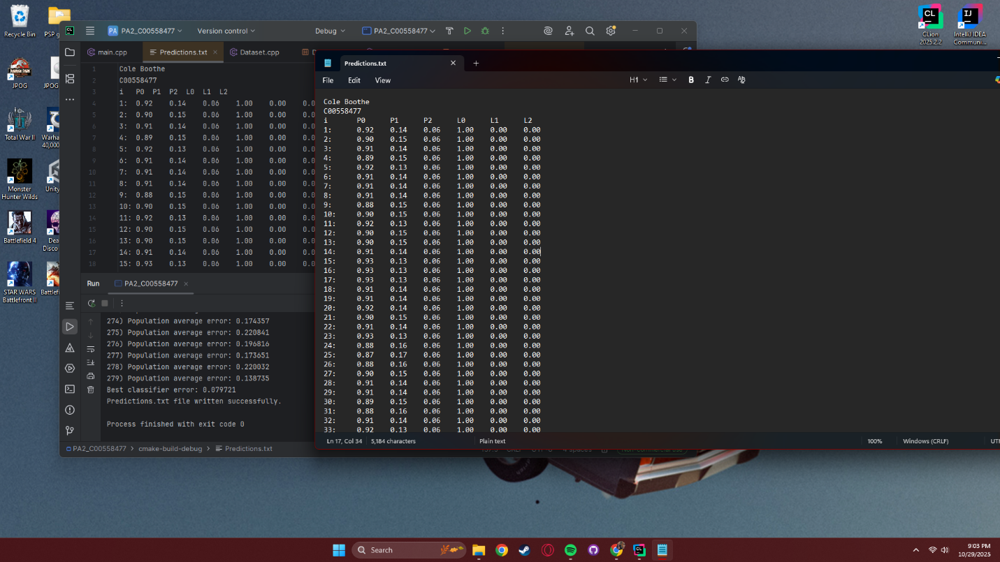 Recycle Bin
PSP g
JPOG
JPOG
Total War II
Warha
40,000
Monster
Hunter Wilds
Unity
Battlefield 4
Dea
Disco
STAR WARS
Battlefront II
Battlefi
CLion
2025.2.2
IntelliJ IDEA
Communi...
PA PA2_C00558477 Version control Debug PA2_C00558477
main.cpp Predictions.txt Dataset.cpp
1 Cole Boothe
2 C00558477
3 i P0 P1 P2 L0 L1 L2
4 1: 0.92 0.14 0.06 1.00 0.00 0.0
5 2: 0.90 0.15 0.06 1.00 0.00 0.0
6 3: 0.91 0.14 0.06 1.00 0.00 0.0
7 4: 0.89 0.15 0.06 1.00 0.00 0.0
8 5: 0.92 0.13 0.06 1.00 0.00 0.0
9 6: 0.91 0.14 0.06 1.00 0.00 0.0
10 7: 0.91 0.14 0.06 1.00 0.00 0.0
11 8: 0.91 0.14 0.06 1.00 0.00 0.0
12 9: 0.88 0.15 0.06 1.00 0.00 0.0
13 10: 0.90 0.15 0.06 1.00 0.00 0.0
14 11: 0.92 0.13 0.06 1.00 0.00 0.0
15 12: 0.90 0.15 0.06 1.00 0.00 0.0
16 13: 0.90 0.15 0.06 1.00 0.00 0.0
17 14: 0.91 0.14 0.06 1.00 0.00 0.0
18 15: 0.93 0.13 0.06 1.00 0.00 0.0
Run PA2_C00558477
274) Population average error: 0.174357
275) Population average error: 0.220841
276) Population average error: 0.196816
277) Population average error: 0.173651
278) Population average error: 0.220032
279) Population average error: 0.138735
Best classifier error: 0.079721
Predictions.txt file written successfully.
Process finished with exit code 0
PA2_C00558477 > cmake-build-debug > Predictions.txt
Predictions.txt
File Edit View H1 B I
Cole Boothe
C00558477
i P0 P1 P2 L0 L1 L2
1: 0.92 0.14 0.06 1.00 0.00 0.00
2: 0.90 0.15 0.06 1.00 0.00 0.00
3: 0.91 0.14 0.06 1.00 0.00 0.00
4: 0.89 0.15 0.06 1.00 0.00 0.00
5: 0.92 0.13 0.06 1.00 0.00 0.00
6: 0.91 0.14 0.06 1.00 0.00 0.00
7: 0.91 0.14 0.06 1.00 0.00 0.00
8: 0.91 0.14 0.06 1.00 0.00 0.00
9: 0.88 0.15 0.06 1.00 0.00 0.00
10: 0.90 0.15 0.06 1.00 0.00 0.00
11: 0.92 0.13 0.06 1.00 0.00 0.00
12: 0.90 0.15 0.06 1.00 0.00 0.00
13: 0.90 0.15 0.06 1.00 0.00 0.00
14: 0.91 0.14 0.06 1.00 0.00 0.00
15: 0.93 0.13 0.06 1.00 0.00 0.00
16: 0.93 0.13 0.06 1.00 0.00 0.00
17: 0.93 0.13 0.06 1.00 0.00 0.00
18: 0.91 0.14 0.06 1.00 0.00 0.00
19: 0.91 0.14 0.06 1.00 0.00 0.00
20: 0.92 0.14 0.06 1.00 0.00 0.00
21: 0.90 0.15 0.06 1.00 0.00 0.00
22: 0.91 0.14 0.06 1.00 0.00 0.00
23: 0.93 0.13 0.06 1.00 0.00 0.00
24: 0.88 0.16 0.06 1.00 0.00 0.00
25: 0.87 0.17 0.06 1.00 0.00 0.00
26: 0.88 0.16 0.06 1.00 0.00 0.00
27: 0.90 0.15 0.06 1.00 0.00 0.00
28: 0.91 0.14 0.06 1.00 0.00 0.00
29: 0.91 0.14 0.06 1.00 0.00 0.00
30: 0.89 0.15 0.06 1.00 0.00 0.00
31: 0.88 0.16 0.06 1.00 0.00 0.00
32: 0.91 0.14 0.06 1.00 0.00 0.00
33: 0.92 0.13 0.06 1.00 0.00 0.00
Ln 17, Col 34 5,184 characters Plain text 100% Windows (CRLF) UTF
Search
9:03 PM
10/29/2025